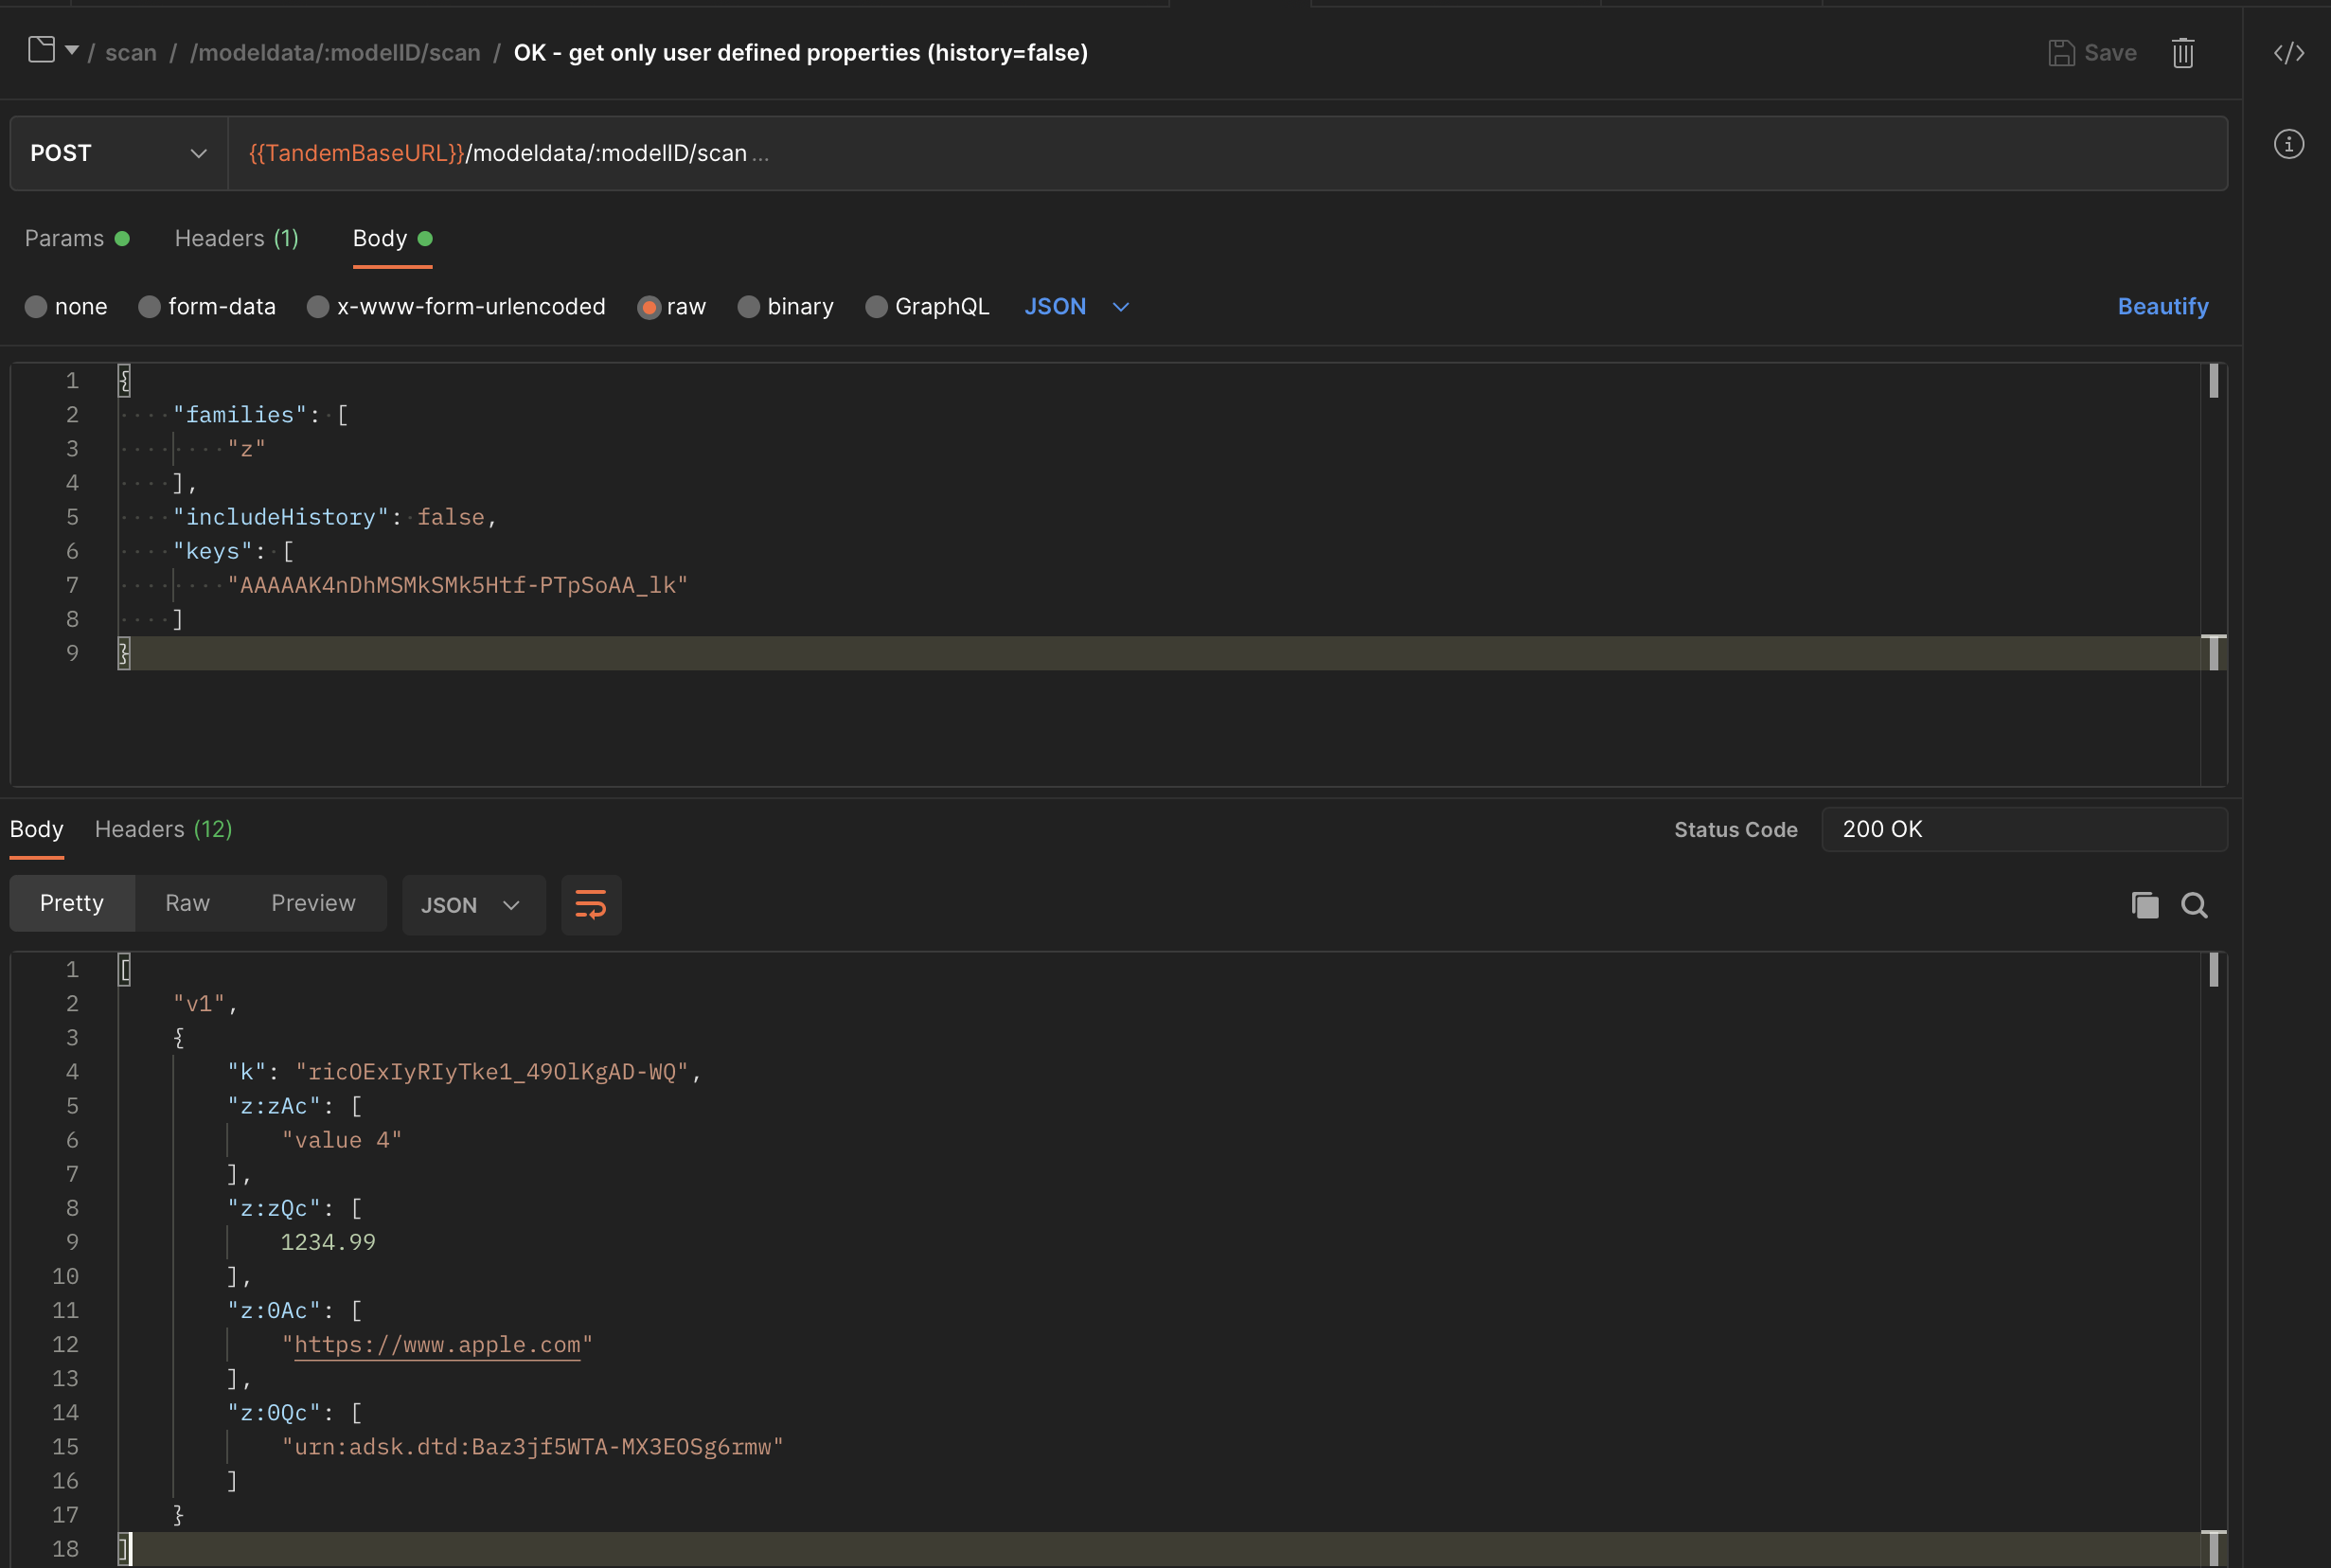 / scan / /modeldata/:modelID/scan / OK - get only user defined properties (history=false) Save
POST {{TandemBaseURL}}/modeldata/:modelID/scan ...
Params Headers (1) Body
none form-data x-www-form-urlencoded raw binary GraphQL JSON Beautify
1 {
2 "families": [
3 "z"
4 ],
5 "includeHistory": false,
6 "keys": [
7 "AAAAAK4nDhMSMkSMk5Htf-PTpSoAA_lk"
8 ]
9 }
Body Headers (12) Status Code 200 OK
Pretty Raw Preview JSON
1 [
2 "v1",
3 {
4 "k": "ricOExIyRIyTke1_49OlKgAD-WQ",
5 "z:zAc": [
6 "value 4"
7 ],
8 "z:zQc": [
9 1234.99
10 ],
11 "z:0Ac": [
12 "https://www.apple.com"
13 ],
14 "z:0Qc": [
15 "urn:adsk.dtd:Baz3jf5WTA-MX3EOSg6rmw"
16 ]
17 }
18 ]